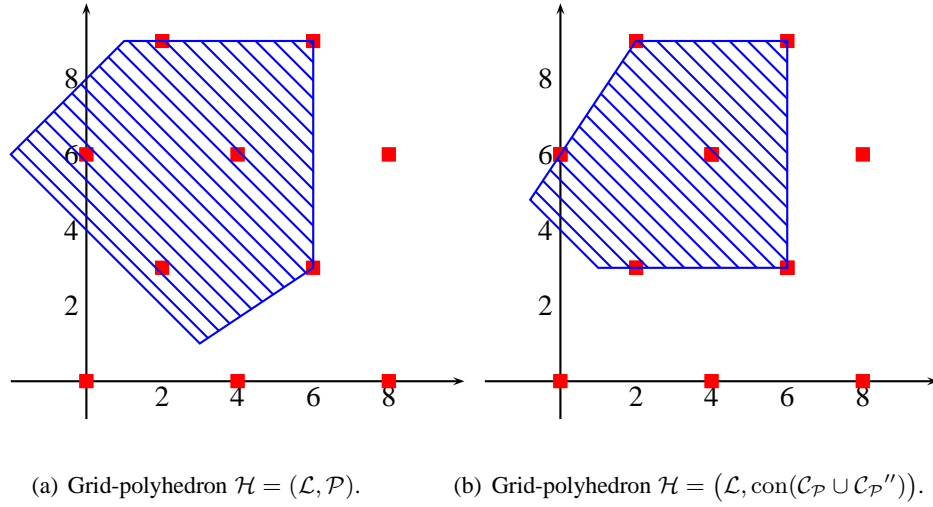 8
6
4
2
2 4 6 8
8
6
4
2
2 4 6 8
(a) Grid-polyhedron ℋ = (ℒ, 𝒫).
(b) Grid-polyhedron ℋ = (ℒ, con(𝒞_𝒫 ∪ 𝒞_𝒫″)).